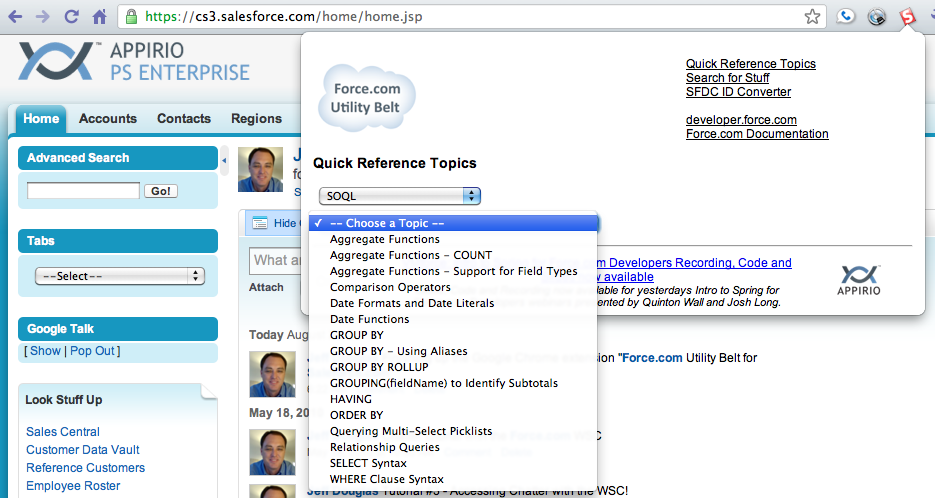 https://cs3.salesforce.com/home/home.jsp
APPIRIO
PS ENTERPRISE
Home Accounts Contacts Regions
Advanced Search
Go!
Tabs
--Select--
Google Talk
[ Show | Pop Out ]
Look Stuff Up
Sales Central
Customer Data Vault
Reference Customers
Employee Roster
Force.com
Utility Belt
Quick Reference Topics
Search for Stuff
SFDC ID Converter
developer.force.com
Force.com Documentation
Quick Reference Topics
SOQL
-- Choose a Topic --
Aggregate Functions
Aggregate Functions - COUNT
Aggregate Functions - Support for Field Types
Comparison Operators
Date Formats and Date Literals
Date Functions
GROUP BY
GROUP BY - Using Aliases
GROUP BY ROLLUP
GROUPING(fieldName) to Identify Subtotals
HAVING
ORDER BY
Querying Multi-Select Picklists
Relationship Queries
SELECT Syntax
WHERE Clause Syntax
Developers Recording, Code and
available
for yesterdays Intro to Spring for
by Quinton Wall and Josh Long.
APPIRIO
Hide
What
Attach
Today
"Force.com Utility Belt for
May 18,
Jeff Douglas Tutorial #3 - Accessing Chatter with the WSC!